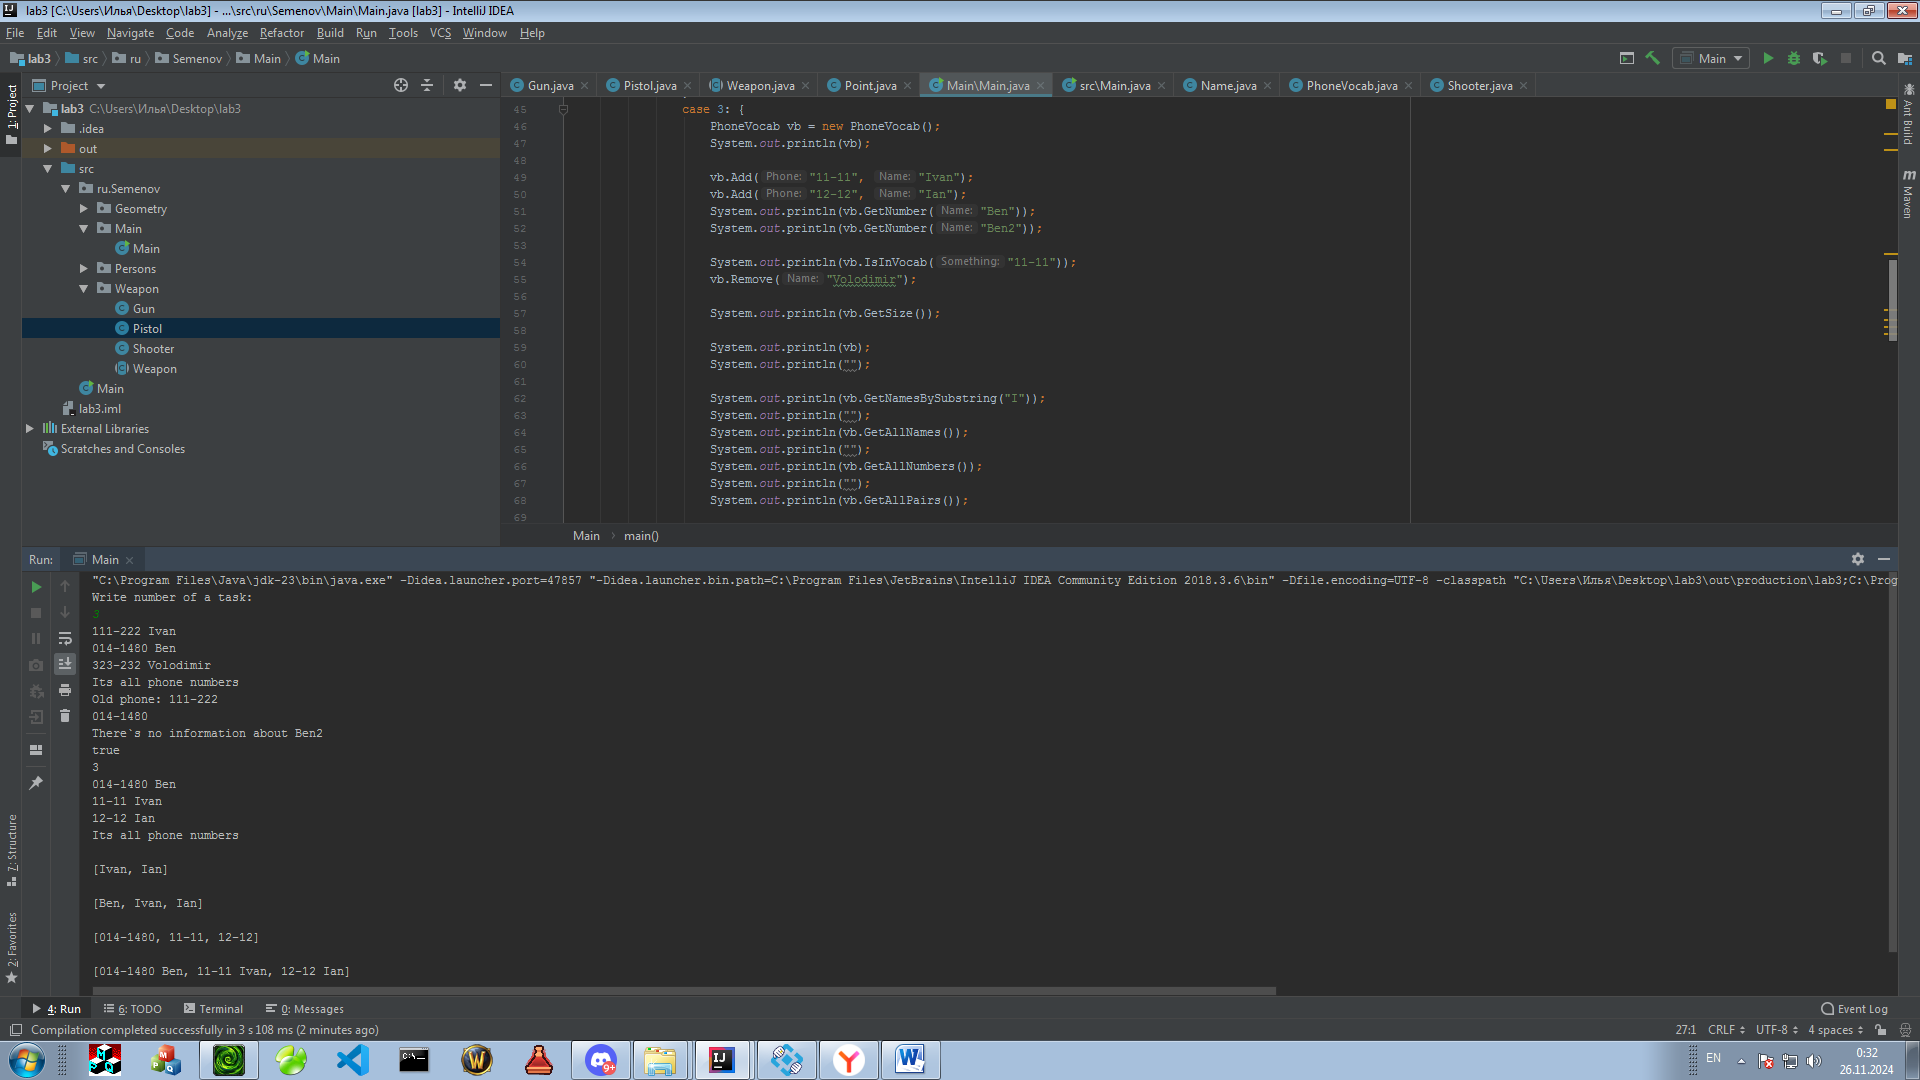 lab3 [C:\Users\Илья\Desktop\lab3] - ...\src\ru\Semenov\Main\Main.java [lab3] - IntelliJ IDEA
File Edit View Navigate Code Analyze Refactor Build Run Tools VCS Window Help
lab3 src ru Semenov Main Main
Main
Project
Gun.java Pistol.java Weapon.java Point.java Main\Main.java src\Main.java Name.java PhoneVocab.java Shooter.java
1: Project
lab3 C:\Users\Илья\Desktop\lab3
.idea
out
src
ru.Semenov
Geometry
Main
Main
Persons
Weapon
Gun
Pistol
Shooter
Weapon
Main
lab3.iml
External Libraries
Scratches and Consoles
45 case 3: {
46 PhoneVocab vb = new PhoneVocab();
47 System.out.println(vb);
48
49 vb.Add( Phone: "11-11", Name: "Ivan");
50 vb.Add( Phone: "12-12", Name: "Ian");
51 System.out.println(vb.GetNumber( Name: "Ben"));
52 System.out.println(vb.GetNumber( Name: "Ben2"));
53
54 System.out.println(vb.IsInVocab( Something: "11-11"));
55 vb.Remove( Name: "Volodimir");
56
57 System.out.println(vb.GetSize());
58
59 System.out.println(vb);
60 System.out.println("");
61
62 System.out.println(vb.GetNamesBySubstring("I"));
63 System.out.println("");
64 System.out.println(vb.GetAllNames());
65 System.out.println("");
66 System.out.println(vb.GetAllNumbers());
67 System.out.println("");
68 System.out.println(vb.GetAllPairs());
69
Main main()
Ant Build
Maven
Run: Main
"C:\Program Files\Java\jdk-23\bin\java.exe" -Didea.launcher.port=47857 "-Didea.launcher.bin.path=C:\Program Files\JetBrains\IntelliJ IDEA Community Edition 2018.3.6\bin" -Dfile.encoding=UTF-8 -classpath "C:\Users\Илья\Desktop\lab3\out\production\lab3;C:\Prog
Write number of a task:
3
111-222 Ivan
014-1480 Ben
323-232 Volodimir
Its all phone numbers
Old phone: 111-222
014-1480
There`s no information about Ben2
true
3
014-1480 Ben
11-11 Ivan
12-12 Ian
Its all phone numbers
[Ivan, Ian]
[Ben, Ivan, Ian]
[014-1480, 11-11, 12-12]
[014-1480 Ben, 11-11 Ivan, 12-12 Ian]
7: Structure
2: Favorites
4: Run 6: TODO Terminal 0: Messages Event Log
Compilation completed successfully in 3 s 108 ms (2 minutes ago) 27:1 CRLF UTF-8 4 spaces
9+
EN
0:32
26.11.2024